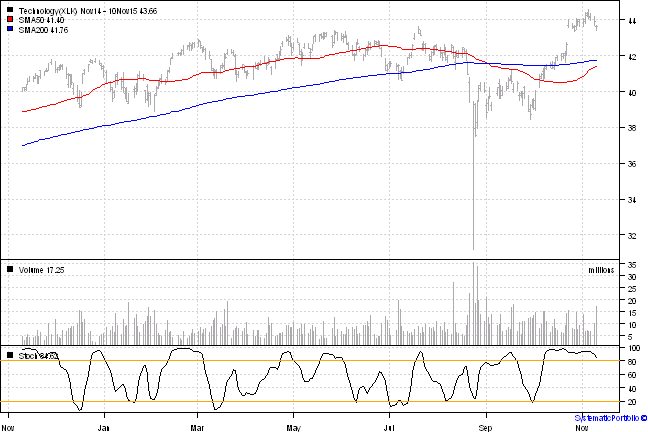 Technology(XLK) Nov14 - 10Nov15 43.66
SMA50 41.40
SMA200 41.76
44
42
40
38
36
34
32
Volume 17.25
millions
35
30
25
20
15
10
5
100
80
60
40
20
Nov Jan Mar May Jul Sep Nov
SystematicPortfolio ©